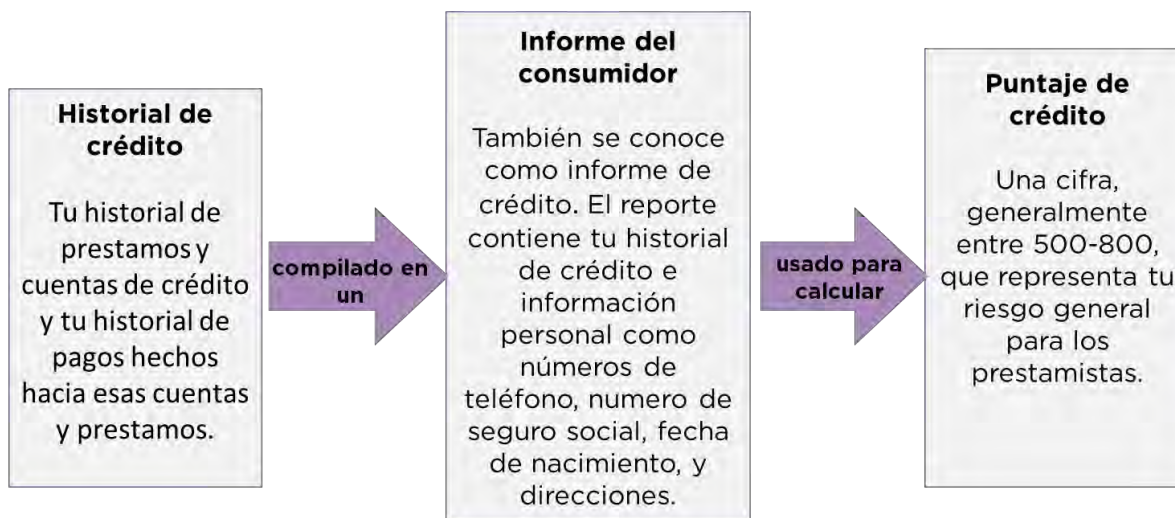 Historial de
crédito
Tu historial de
prestamos y
cuentas de crédito
y tu historial de
pagos hechos
hacia esas cuentas
y prestamos.
compilado en
un
Informe del
consumidor
También se conoce
como informe de
crédito. El reporte
contiene tu historial
de crédito e
información
personal como
números de
teléfono, numero de
seguro social, fecha
de nacimiento, y
direcciones.
usado para
calcular
Puntaje de
crédito
Una cifra,
generalmente
entre 500-800,
que representa tu
riesgo general
para los
prestamistas.